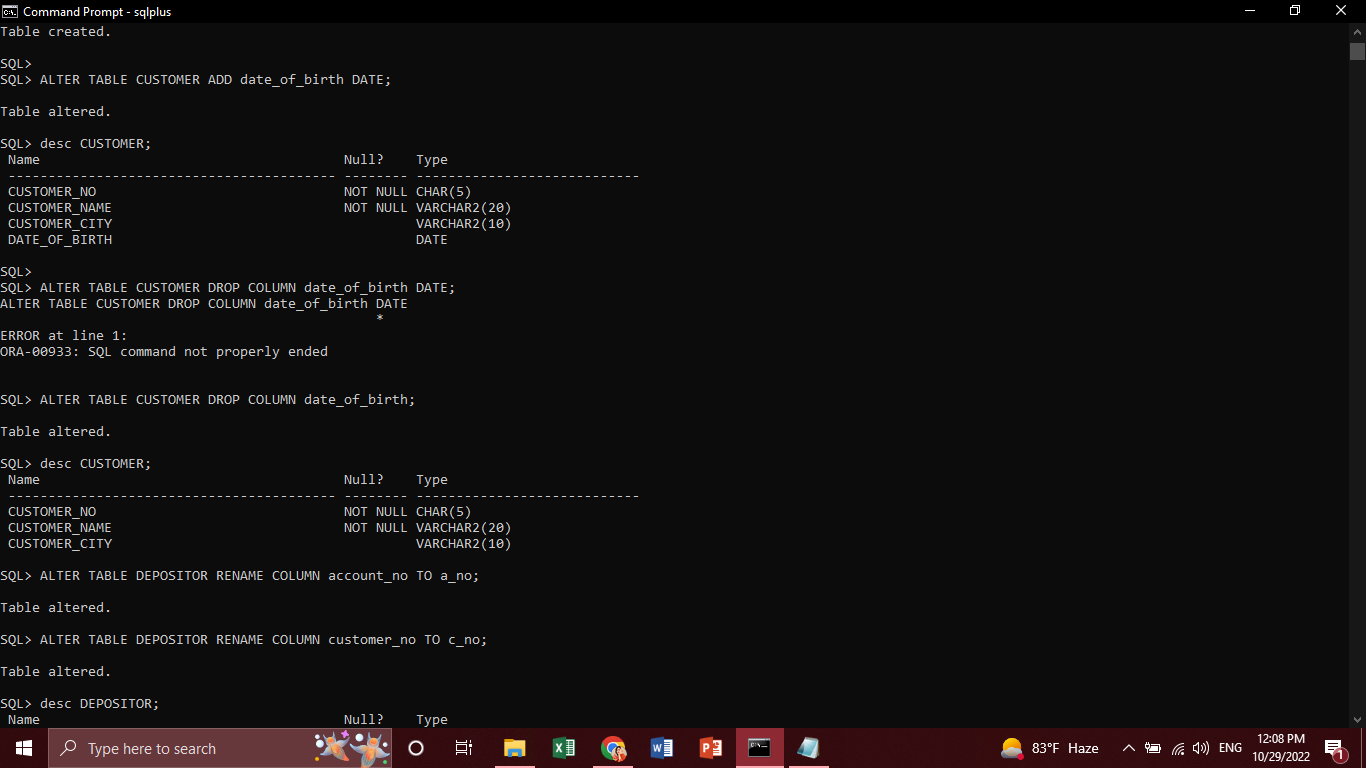 Command Prompt - sqlplus
Table created.
SQL>
SQL> ALTER TABLE CUSTOMER ADD date_of_birth DATE;
Table altered.
SQL> desc CUSTOMER;
Name Null? Type
----------------------------------------- -------- ----------------------------
CUSTOMER_NO NOT NULL CHAR(5)
CUSTOMER_NAME NOT NULL VARCHAR2(20)
CUSTOMER_CITY VARCHAR2(10)
DATE_OF_BIRTH DATE
SQL>
SQL> ALTER TABLE CUSTOMER DROP COLUMN date_of_birth DATE;
ALTER TABLE CUSTOMER DROP COLUMN date_of_birth DATE
*
ERROR at line 1:
ORA-00933: SQL command not properly ended
SQL> ALTER TABLE CUSTOMER DROP COLUMN date_of_birth;
Table altered.
SQL> desc CUSTOMER;
Name Null? Type
----------------------------------------- -------- ----------------------------
CUSTOMER_NO NOT NULL CHAR(5)
CUSTOMER_NAME NOT NULL VARCHAR2(20)
CUSTOMER_CITY VARCHAR2(10)
SQL> ALTER TABLE DEPOSITOR RENAME COLUMN account_no TO a_no;
Table altered.
SQL> ALTER TABLE DEPOSITOR RENAME COLUMN customer_no TO c_no;
Table altered.
SQL> desc DEPOSITOR;
Name Null? Type
Type here to search
83°F Haze
ENG
12:08 PM
10/29/2022
1